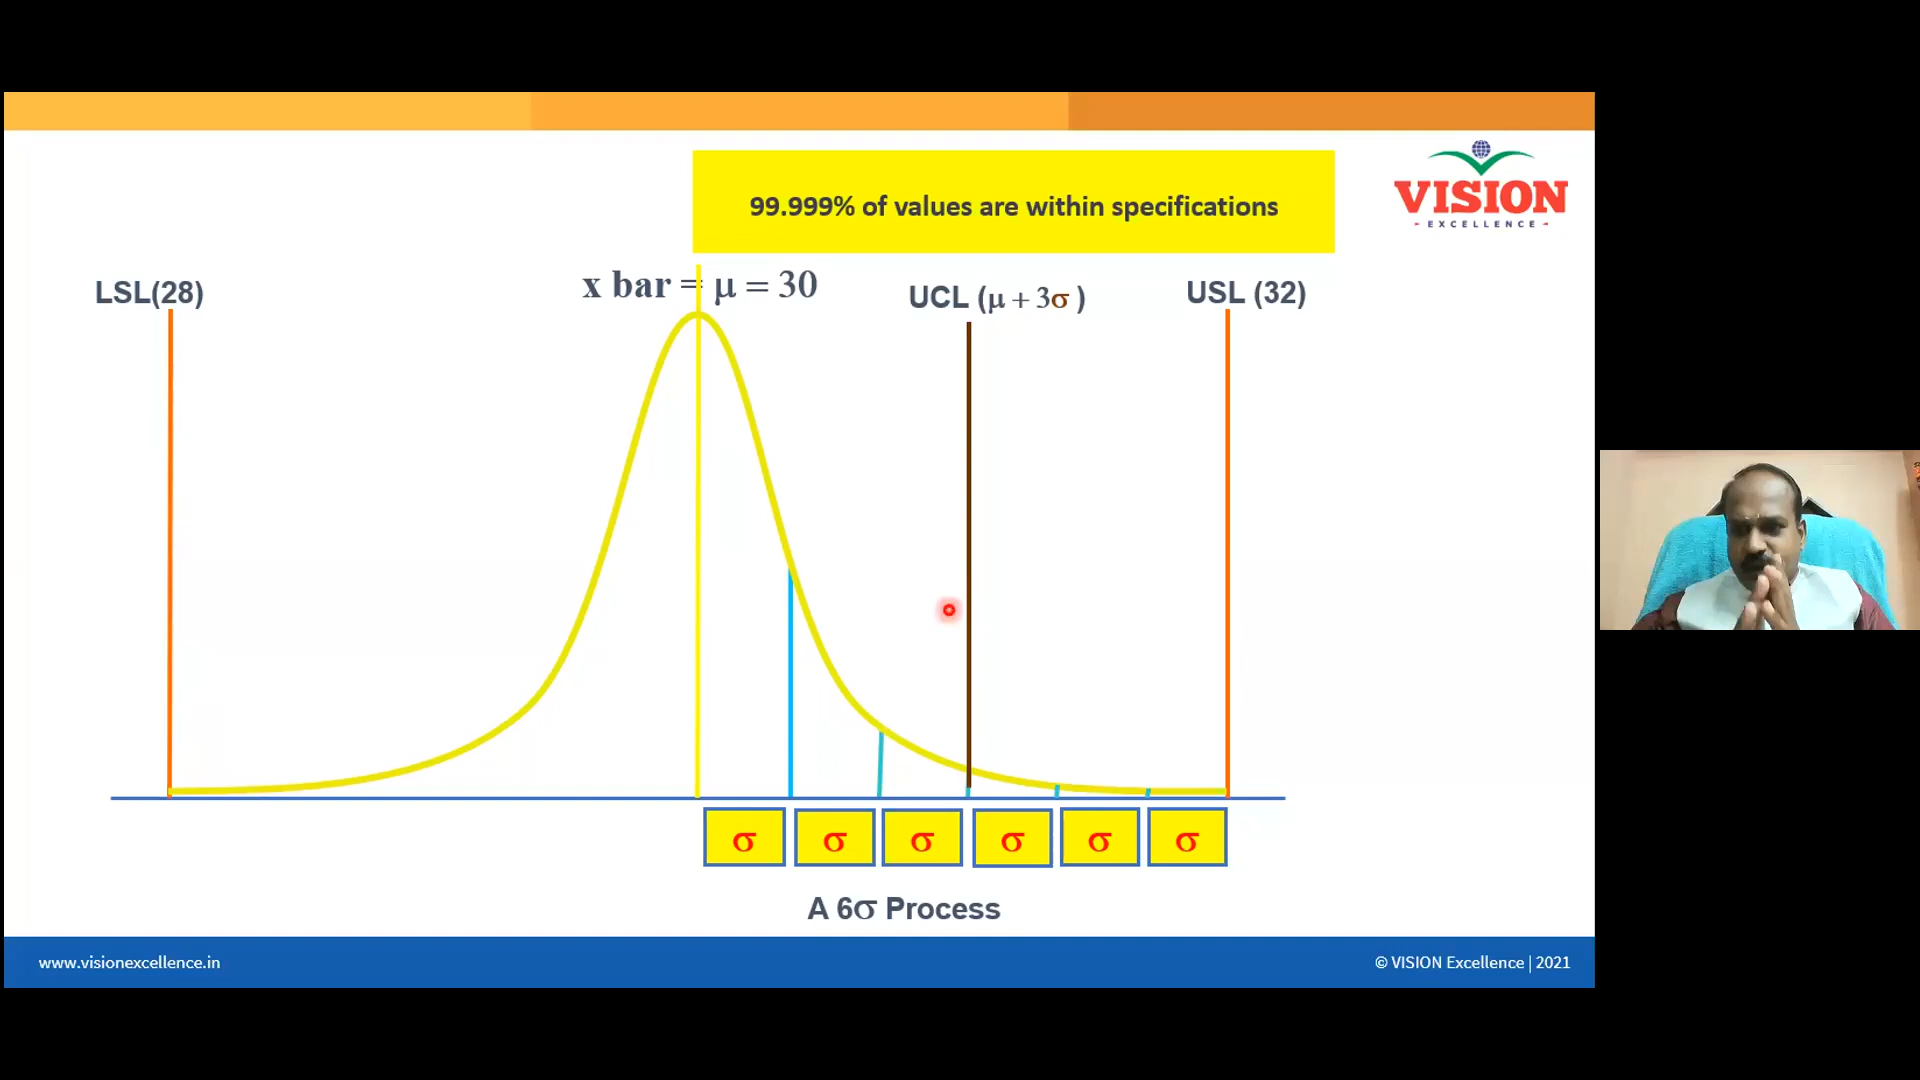 99.999% of values are within specifications
VISION
EXCELLENCE
LSL(28)
x bar = μ = 30
UCL (μ + 3σ )
USL (32)
σ σ σ σ σ σ
A 6σ Process
www.visionexcellence.in
© VISION Excellence | 2021